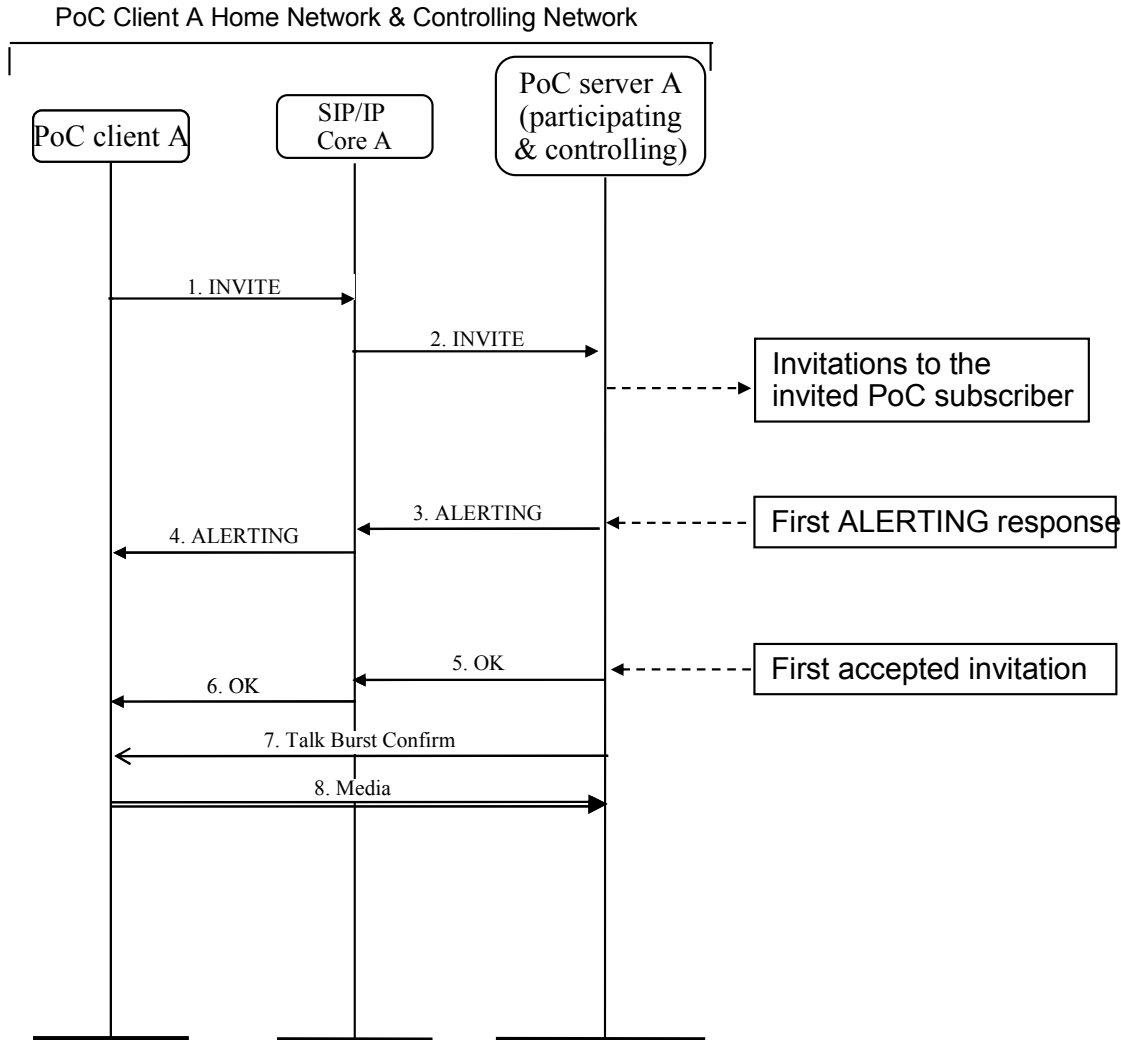 PoC Client A Home Network & Controlling Network
PoC client A
SIP/IP
Core A
PoC server A
(participating
& controlling)
1. INVITE
2. INVITE
Invitations to the
invited PoC subscriber
3. ALERTING
First ALERTING response
4. ALERTING
5. OK
First accepted invitation
6. OK
7. Talk Burst Confirm
8. Media